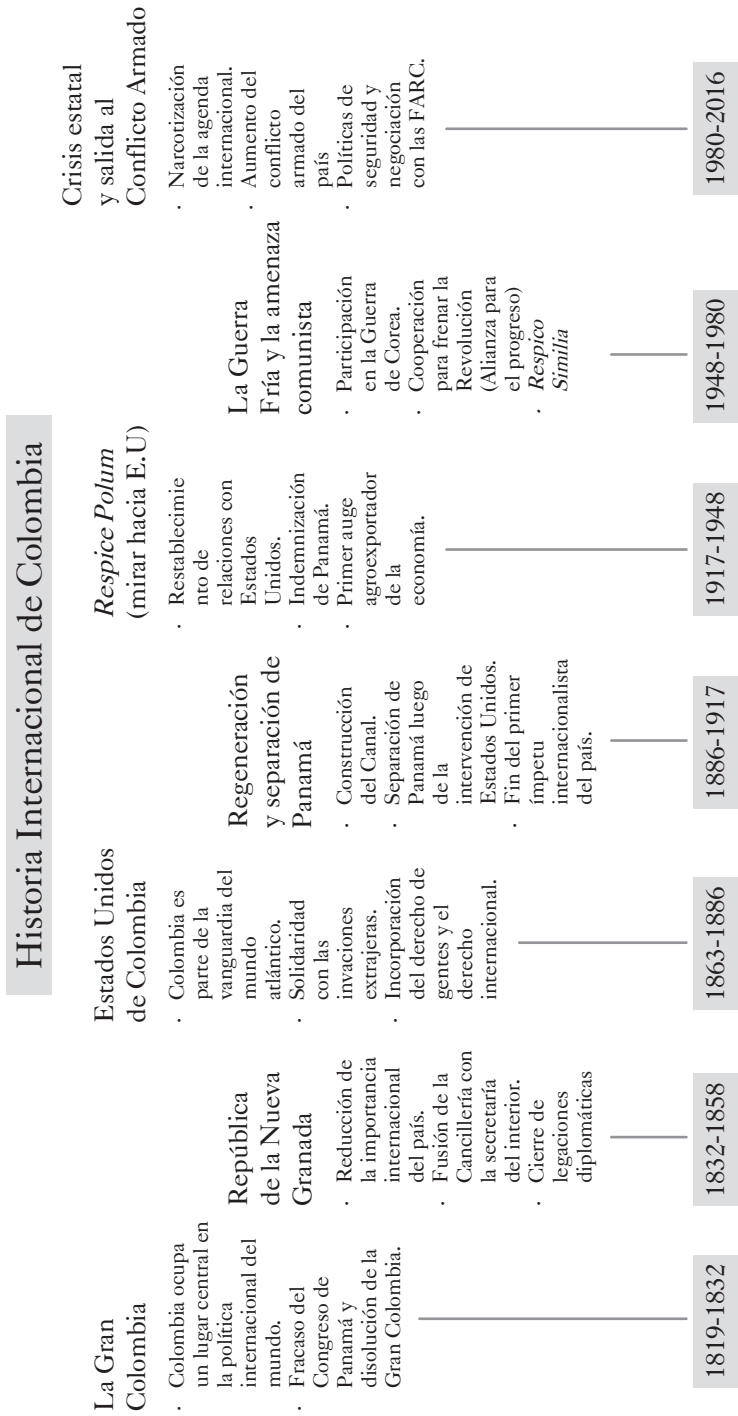 Historia Internacional de Colombia
La Gran
Colombia
· Colombia ocupa
un lugar central en
la política
internacional del
mundo.
· Fracaso del
Congreso de
Panamá y
disolución de la
Gran Colombia.
1819-1832
República
de la Nueva
Granada
· Reducción de
la importancia
internacional
del país.
· Fusión de la
Cancillería con
la secretaría
del interior.
· Cierre de
legaciones
diplomáticas
1832-1858
Estados Unidos
de Colombia
· Colombia es
parte de la
vanguardia del
mundo
atlántico.
· Solidaridad
con las
invaciones
extrajeras.
· Incorporación
del derecho de
gentes y el
derecho
internacional.
1863-1886
Regeneración
y separación de
Panamá
· Construcción
del Canal.
· Separación de
Panamá luego
de la
intervención de
Estados Unidos.
· Fin del primer
ímpetu
internacionalista
del país.
1886-1917
Respice Polum
(mirar hacia E.U)
· Restablecimie
nto de
relaciones con
Estados
Unidos.
· Indemnización
de Panamá.
· Primer auge
agroexportador
de la
economía.
1917-1948
La Guerra
Fría y la amenaza
comunista
· Participación
en la Guerra
de Corea.
· Cooperación
para frenar la
Revolución
(Alianza para
el progreso)
· Respico
Similia
1948-1980
Crisis estatal
y salida al
Conflicto Armado
· Narcotización
de la agenda
internacional.
· Aumento del
conflicto
armado del
país
· Políticas de
seguridad y
negociación
con las FARC.
1980-2016